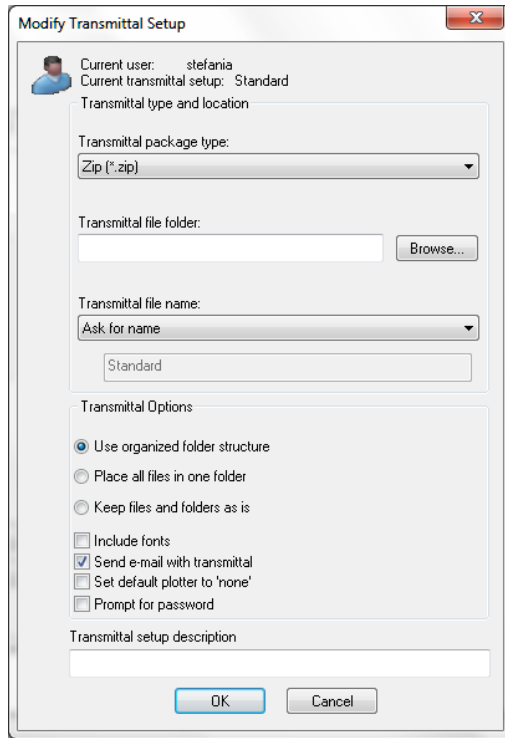 Modify Transmittal Setup
Current user: stefania
Current transmittal setup: Standard
Transmittal type and location
Transmittal package type:
Zip (*.zip)
Transmittal file folder:
Browse...
Transmittal file name:
Ask for name
Standard
Transmittal Options
Use organized folder structure
Place all files in one folder
Keep files and folders as is
Include fonts
Send e-mail with transmittal
Set default plotter to 'none'
Prompt for password
Transmittal setup description
OK Cancel